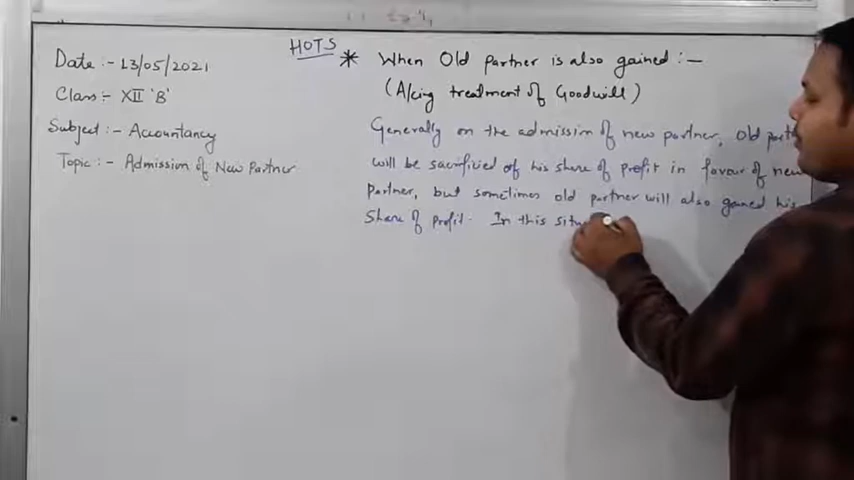 Date :- 13/05/2021
Class :- XII 'B'
Subject :- Accountancy
Topic :- Admission of New Partner
HOTS
* When Old partner is also gained :-
(A/cing treatment of Goodwill)
Generally on the admission of new partner, old
will be sacrificed of his share of profit in favour of new
Partner, but sometimes old partner will also gained his
Share of profit. In this